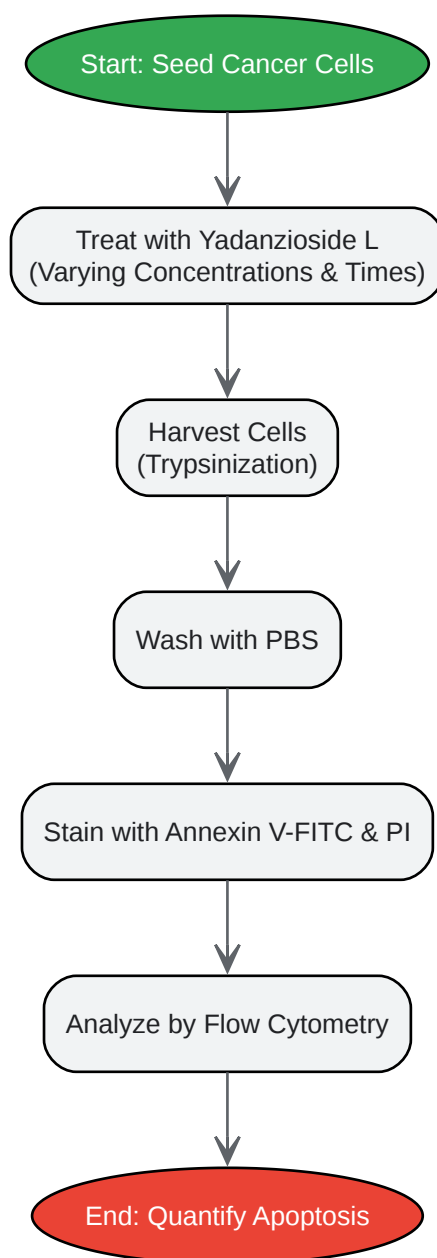 Start: Seed Cancer Cells
Treat with Yadanzioside L
(Varying Concentrations & Times)
Harvest Cells
(Trypsinization)
Wash with PBS
Stain with Annexin V-FITC & PI
Analyze by Flow Cytometry
End: Quantify Apoptosis